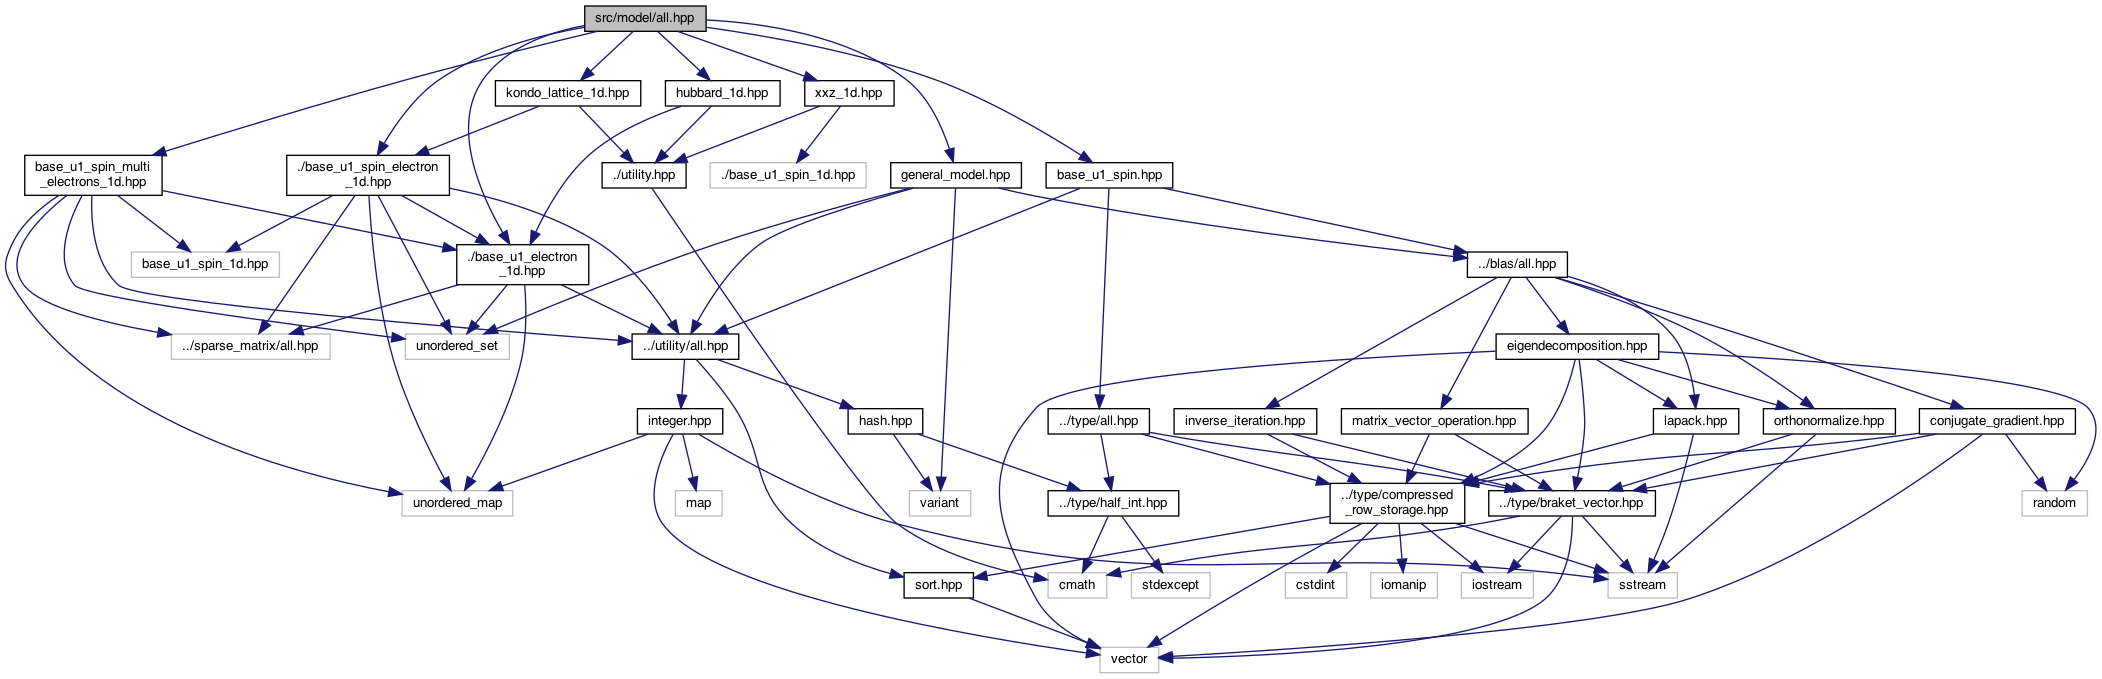 src/model/all.hpp
kondo_lattice_1d.hpp
hubbard_1d.hpp
xxz_1d.hpp
base_u1_spin_multi
_electrons_1d.hpp
./base_u1_spin_electron
_1d.hpp
./utility.hpp
./base_u1_spin_1d.hpp
general_model.hpp
base_u1_spin.hpp
base_u1_spin_1d.hpp
./base_u1_electron
_1d.hpp
../blas/all.hpp
../sparse_matrix/all.hpp
unordered_set
../utility/all.hpp
eigendecomposition.hpp
integer.hpp
hash.hpp
../type/all.hpp
inverse_iteration.hpp
matrix_vector_operation.hpp
lapack.hpp
orthonormalize.hpp
conjugate_gradient.hpp
unordered_map
map
variant
../type/half_int.hpp
../type/compressed
_row_storage.hpp
../type/braket_vector.hpp
random
sort.hpp
cmath
stdexcept
cstdint
iomanip
iostream
sstream
vector